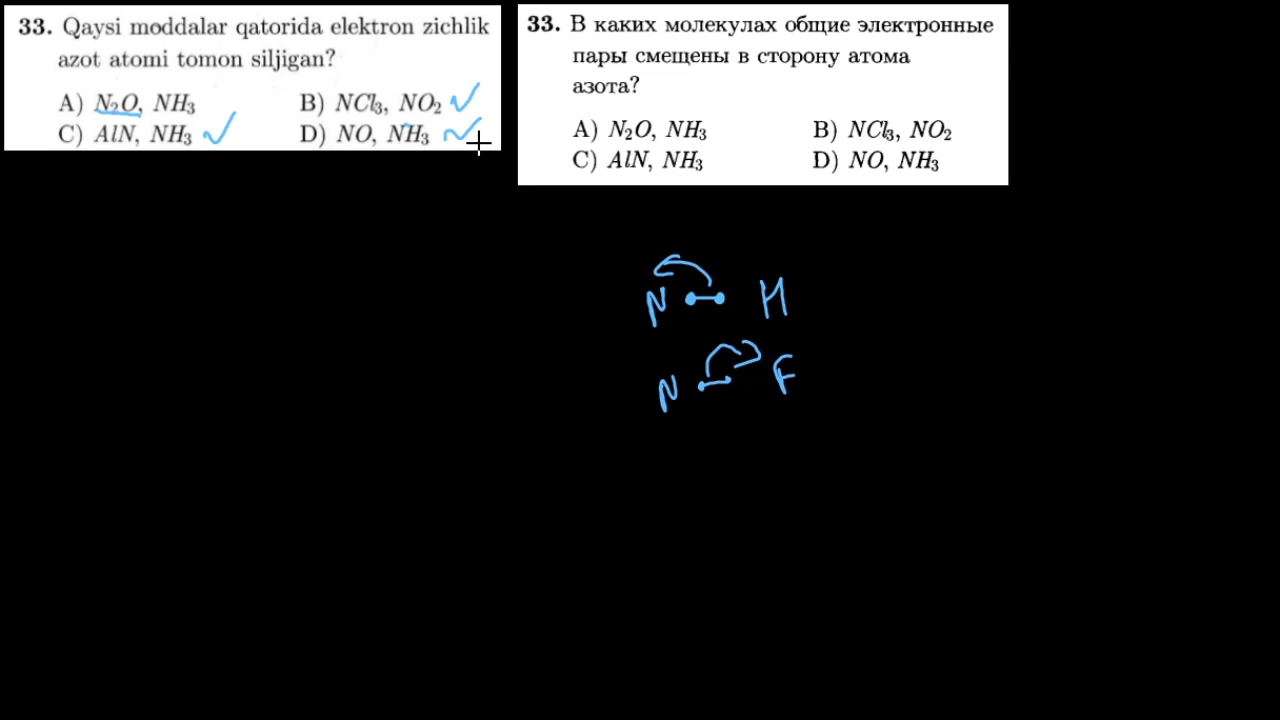 33. Qaysi moddalar qatorida elektron zichlik
azot atomi tomon siljigan?
A) N₂O, NH₃ B) NCl₃, NO₂
C) AlN, NH₃ D) NO, NH₃
33. В каких молекулах общие электронные
пары смещены в сторону атома
азота?
A) N₂O, NH₃ B) NCl₃, NO₂
C) AlN, NH₃ D) NO, NH₃
N H
N F